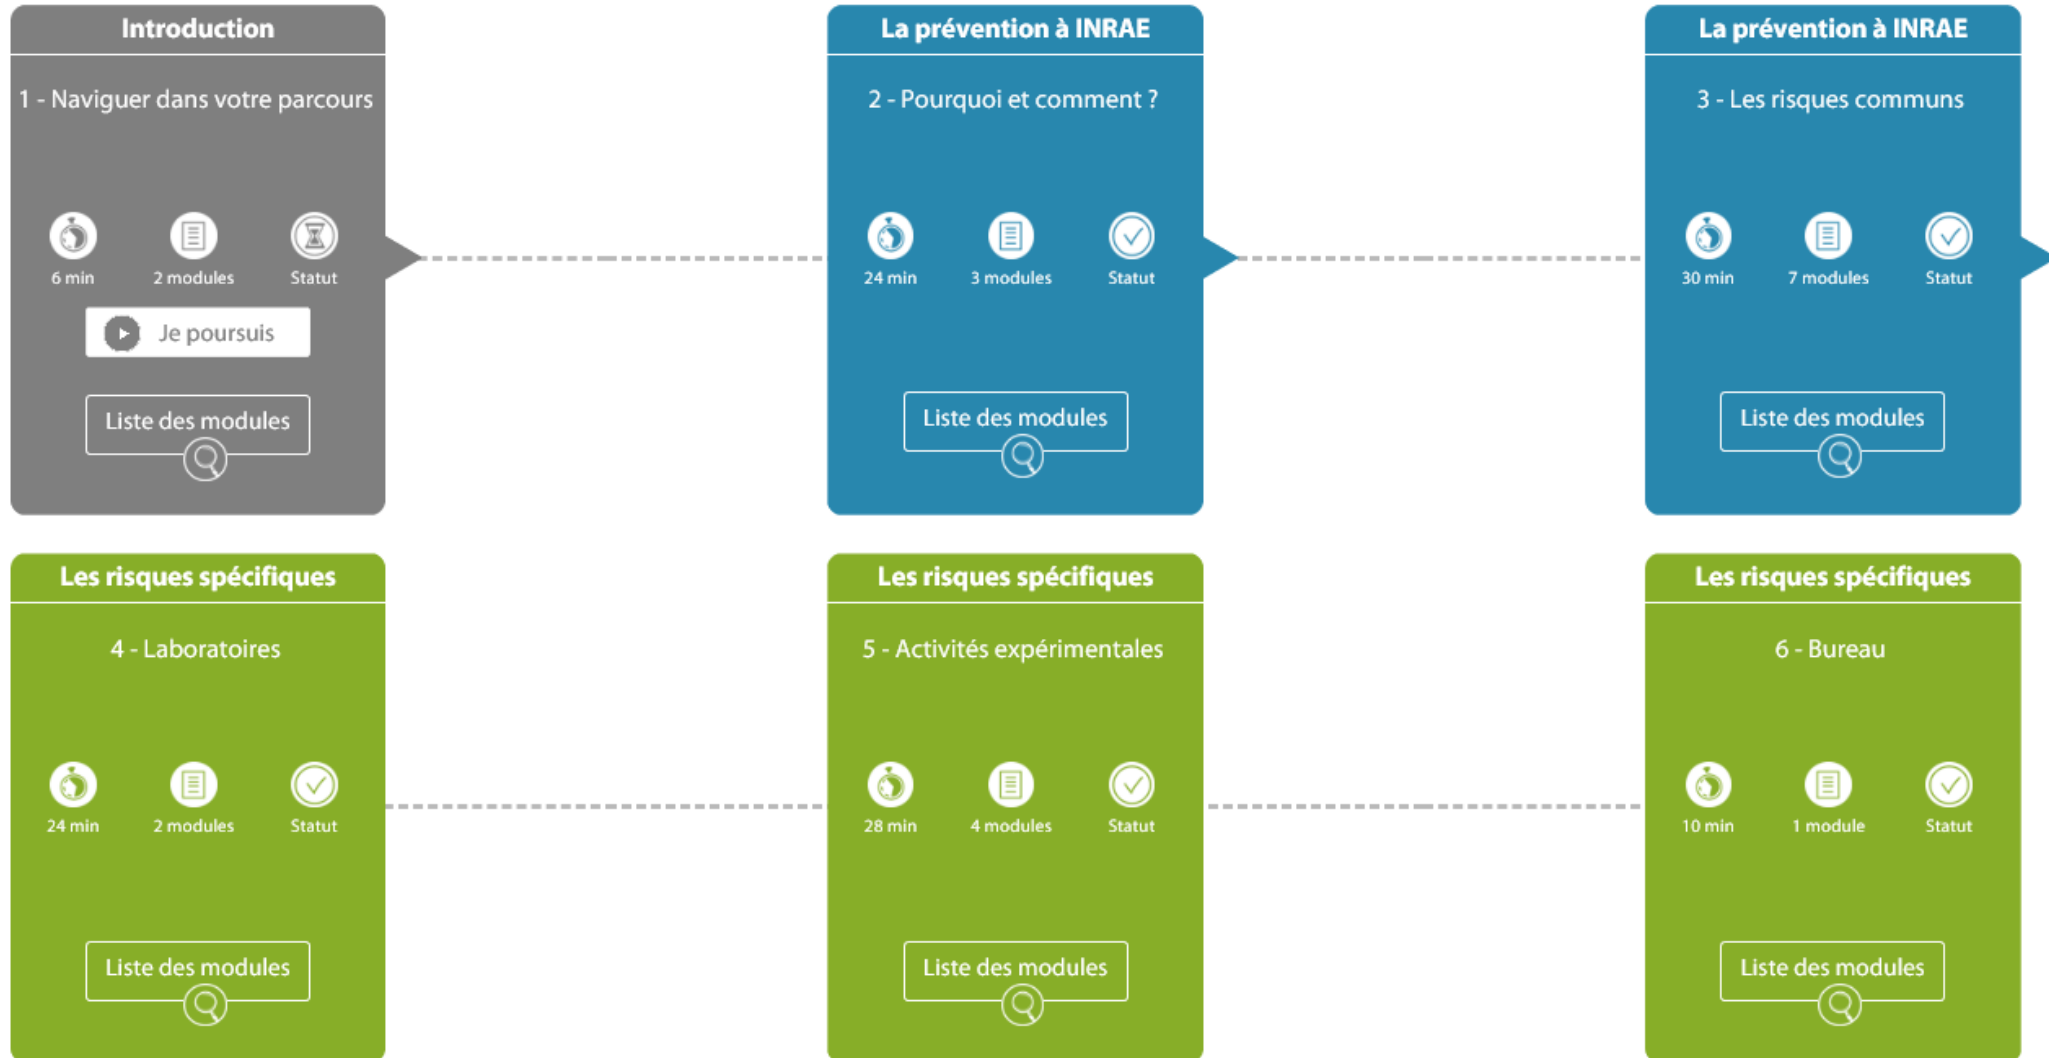 Introduction
1 - Naviguer dans votre parcours
6 min
2 modules
Statut
Je poursuis
Liste des modules
La prévention à INRAE
2 - Pourquoi et comment ?
24 min
3 modules
Statut
Liste des modules
La prévention à INRAE
3 - Les risques communs
30 min
7 modules
Statut
Liste des modules
Les risques spécifiques
4 - Laboratoires
24 min
2 modules
Statut
Liste des modules
Les risques spécifiques
5 - Activités expérimentales
28 min
4 modules
Statut
Liste des modules
Les risques spécifiques
6 - Bureau
10 min
1 module
Statut
Liste des modules